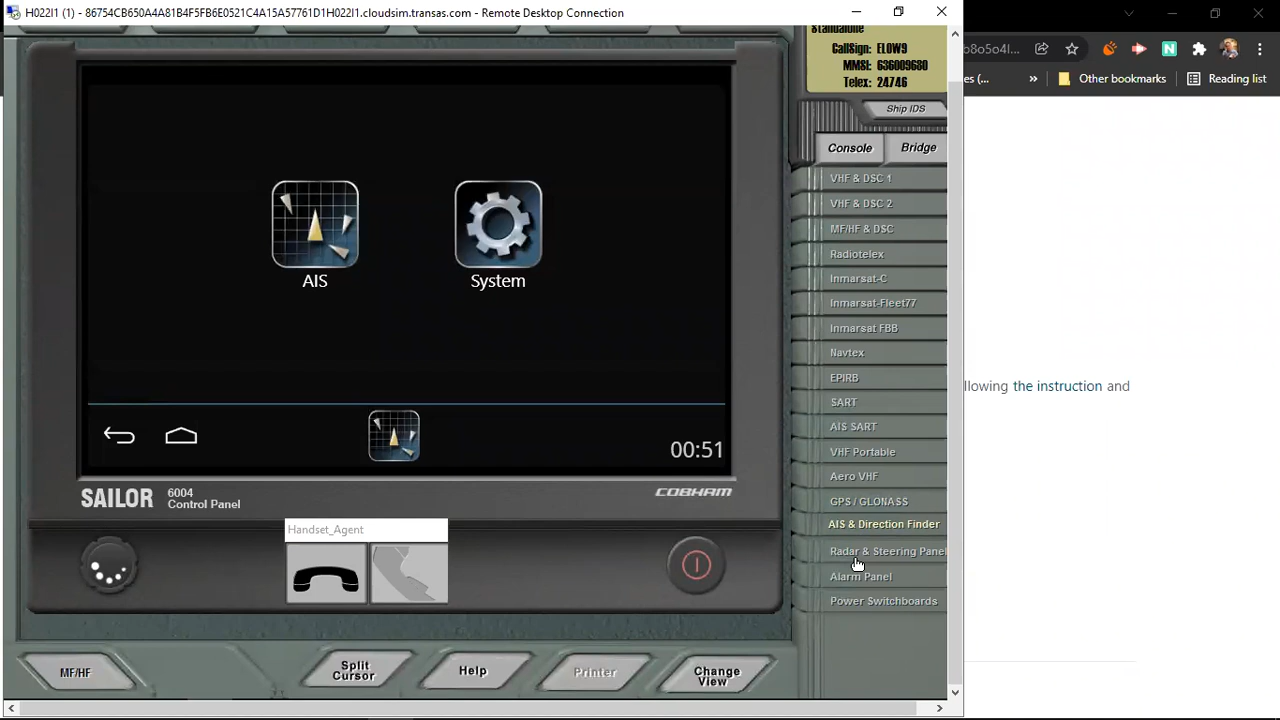 H022I1 (1) - 86754CB650A4A81B4F5FB6E0521C4A15A57761D1H022I1.cloudsim.transas.com - Remote Desktop Connection
Standalone
CallSign: ELOW9
MMSI: 636009680
Telex: 24746
Ship IDS
Console
Bridge
VHF & DSC 1
VHF & DSC 2
MF/HF & DSC
Radiotelex
Inmarsat-C
Inmarsat-Fleet77
Inmarsat FBB
Navtex
EPIRB
SART
AIS SART
VHF Portable
Aero VHF
GPS / GLONASS
AIS & Direction Finder
Radar & Steering Panel
Alarm Panel
Power Switchboards
AIS
System
00:51
SAILOR
6004
Control Panel
COBHAM
Handset_Agent
MF/HF
Split
Cursor
Help
Printer
Change
View
b8o5o4l...
N
»
Other bookmarks
Reading list
llowing the instruction and